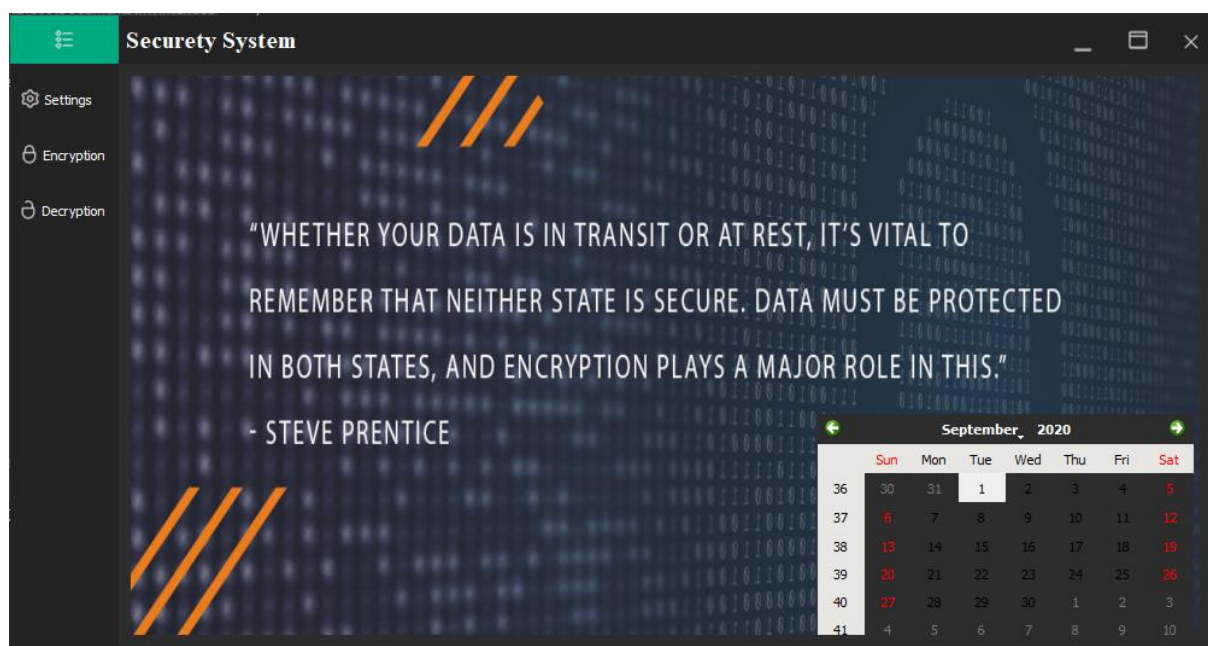 Securety System
Settings
Encryption
Decryption
"WHETHER YOUR DATA IS IN TRANSIT OR AT REST, IT'S VITAL TO
REMEMBER THAT NEITHER STATE IS SECURE. DATA MUST BE PROTECTED
IN BOTH STATES, AND ENCRYPTION PLAYS A MAJOR ROLE IN THIS."
- STEVE PRENTICE
September, 2020
Sun Mon Tue Wed Thu Fri Sat
36 30 31 1 2 3 4 5
37 6 7 8 9 10 11 12
38 13 14 15 16 17 18 19
39 20 21 22 23 24 25 26
40 27 28 29 30 1 2 3
41 4 5 6 7 8 9 10